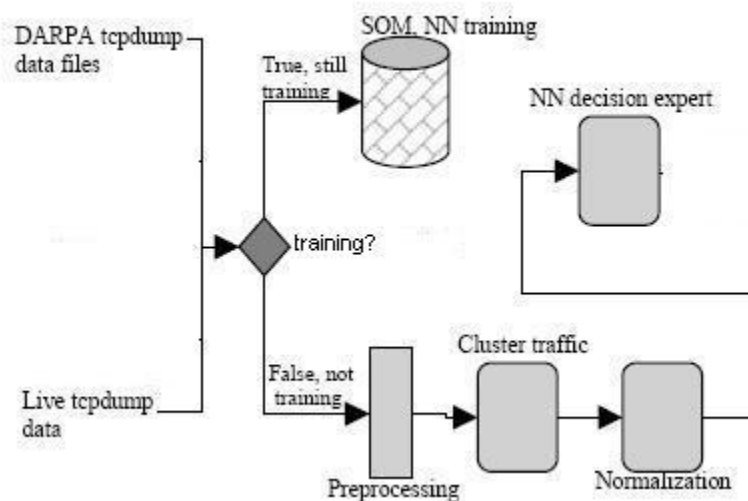 DARPA tcpdump
data files
SOM, NN training
True, still
training
NN decision expert
training?
Live tcpdump
data
False, not
training
Preprocessing
Cluster traffic
Normalization